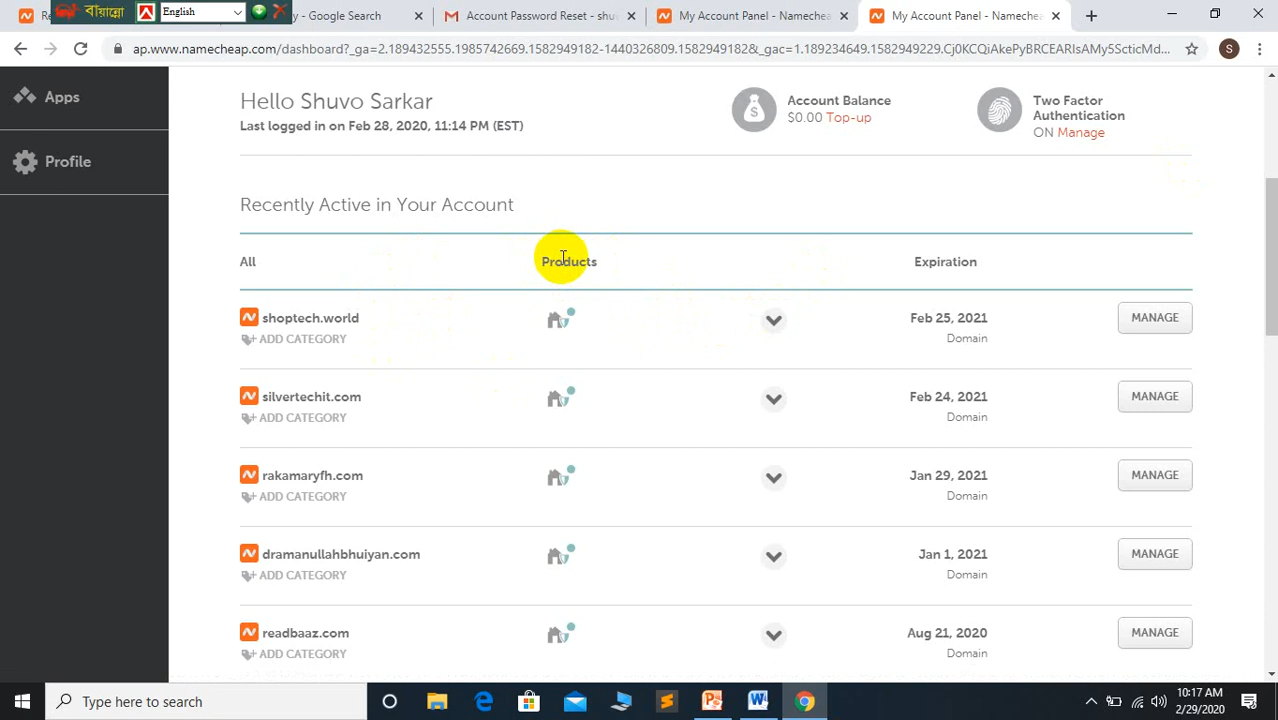 বায়ান্নো
English
y - Google Search
Account Password Reset - shuv
My Account Panel - Namecheap
My Account Panel - Namecheap
ap.www.namecheap.com/dashboard?_ga=2.189432555.1985742669.1582949182-1440326809.1582949182&_gac=1.189234649.1582949229.Cj0KCQiAkePyBRCEARIsAMy5ScticMd...
S
Apps
Profile
Hello Shuvo Sarkar
Last logged in on Feb 28, 2020, 11:14 PM (EST)
Account Balance
$0.00 Top-up
Two Factor
Authentication
ON Manage
Recently Active in Your Account
All Products Expiration
shoptech.world Feb 25, 2021 MANAGE
ADD CATEGORY Domain
silvertechit.com Feb 24, 2021 MANAGE
ADD CATEGORY Domain
rakamaryfh.com Jan 29, 2021 MANAGE
ADD CATEGORY Domain
dramanullahbhuiyan.com Jan 1, 2021 MANAGE
ADD CATEGORY Domain
readbaaz.com Aug 21, 2020 MANAGE
ADD CATEGORY Domain
Type here to search
10:17 AM
2/29/2020